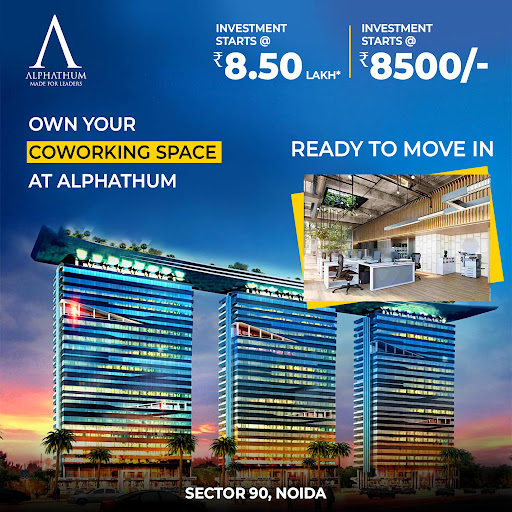 ALPHATHUM
MADE FOR LEADERS
INVESTMENT
STARTS @
₹8.50 LAKH*
INVESTMENT
STARTS @
₹8500/-
OWN YOUR
COWORKING SPACE
AT ALPHATHUM
READY TO MOVE IN
SECTOR 90, NOIDA